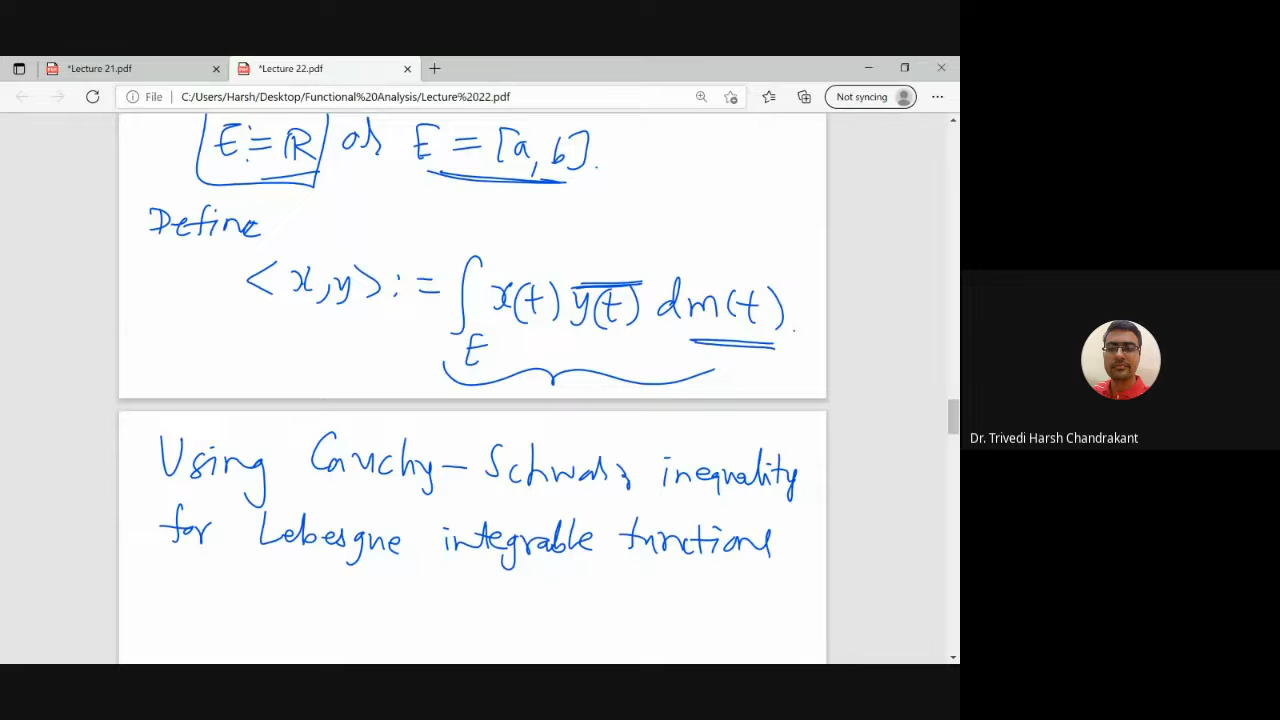 *Lecture 21.pdf
*Lecture 22.pdf
File | C:/Users/Harsh/Desktop/Functional%20Analysis/Lecture%2022.pdf
Not syncing
E := ℝ or E = [a, b].
Define
< x, y > := ∫_E x(t) \overline{y(t)} dm(t).
Using Cauchy - Schwarz inequality
for Lebesgue integrable functions
Dr. Trivedi Harsh Chandrakant